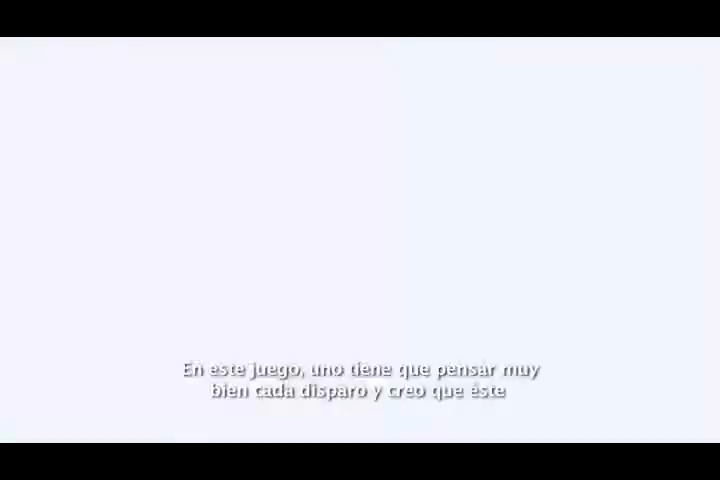 En este juego, uno tiene que pensar muy
bien cada disparo y creo que éste